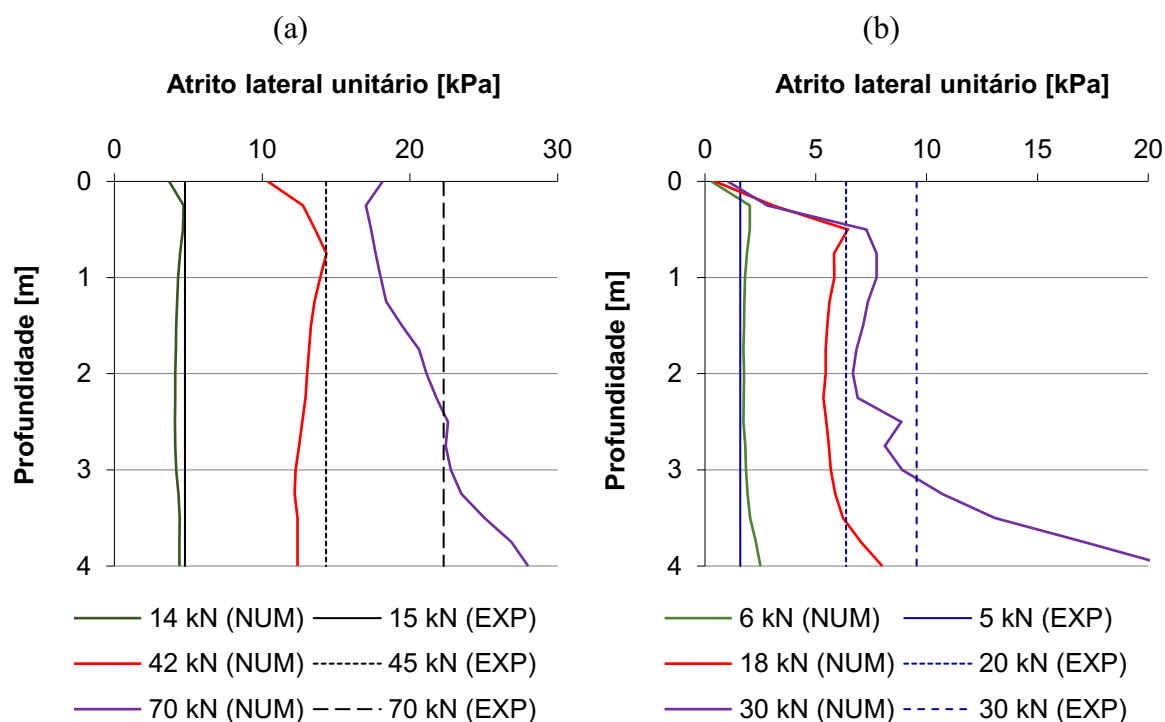 (a)
Atrito lateral unitário [kPa]
0 10 20 30
0
1
2
3
4
Profundidade [m]
14 kN (NUM) 15 kN (EXP)
42 kN (NUM) 45 kN (EXP)
70 kN (NUM) 70 kN (EXP)
(b)
Atrito lateral unitário [kPa]
0 5 10 15 20
0
1
2
3
4
Profundidade [m]
6 kN (NUM) 5 kN (EXP)
18 kN (NUM) 20 kN (EXP)
30 kN (NUM) 30 kN (EXP)